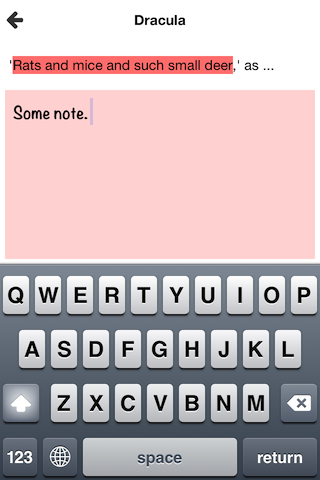 Dracula
'Rats and mice and such small deer,' as ...
Some note.
Q W E R T Y U I O P
A S D F G H J K L
Z X C V B N M
123 space return